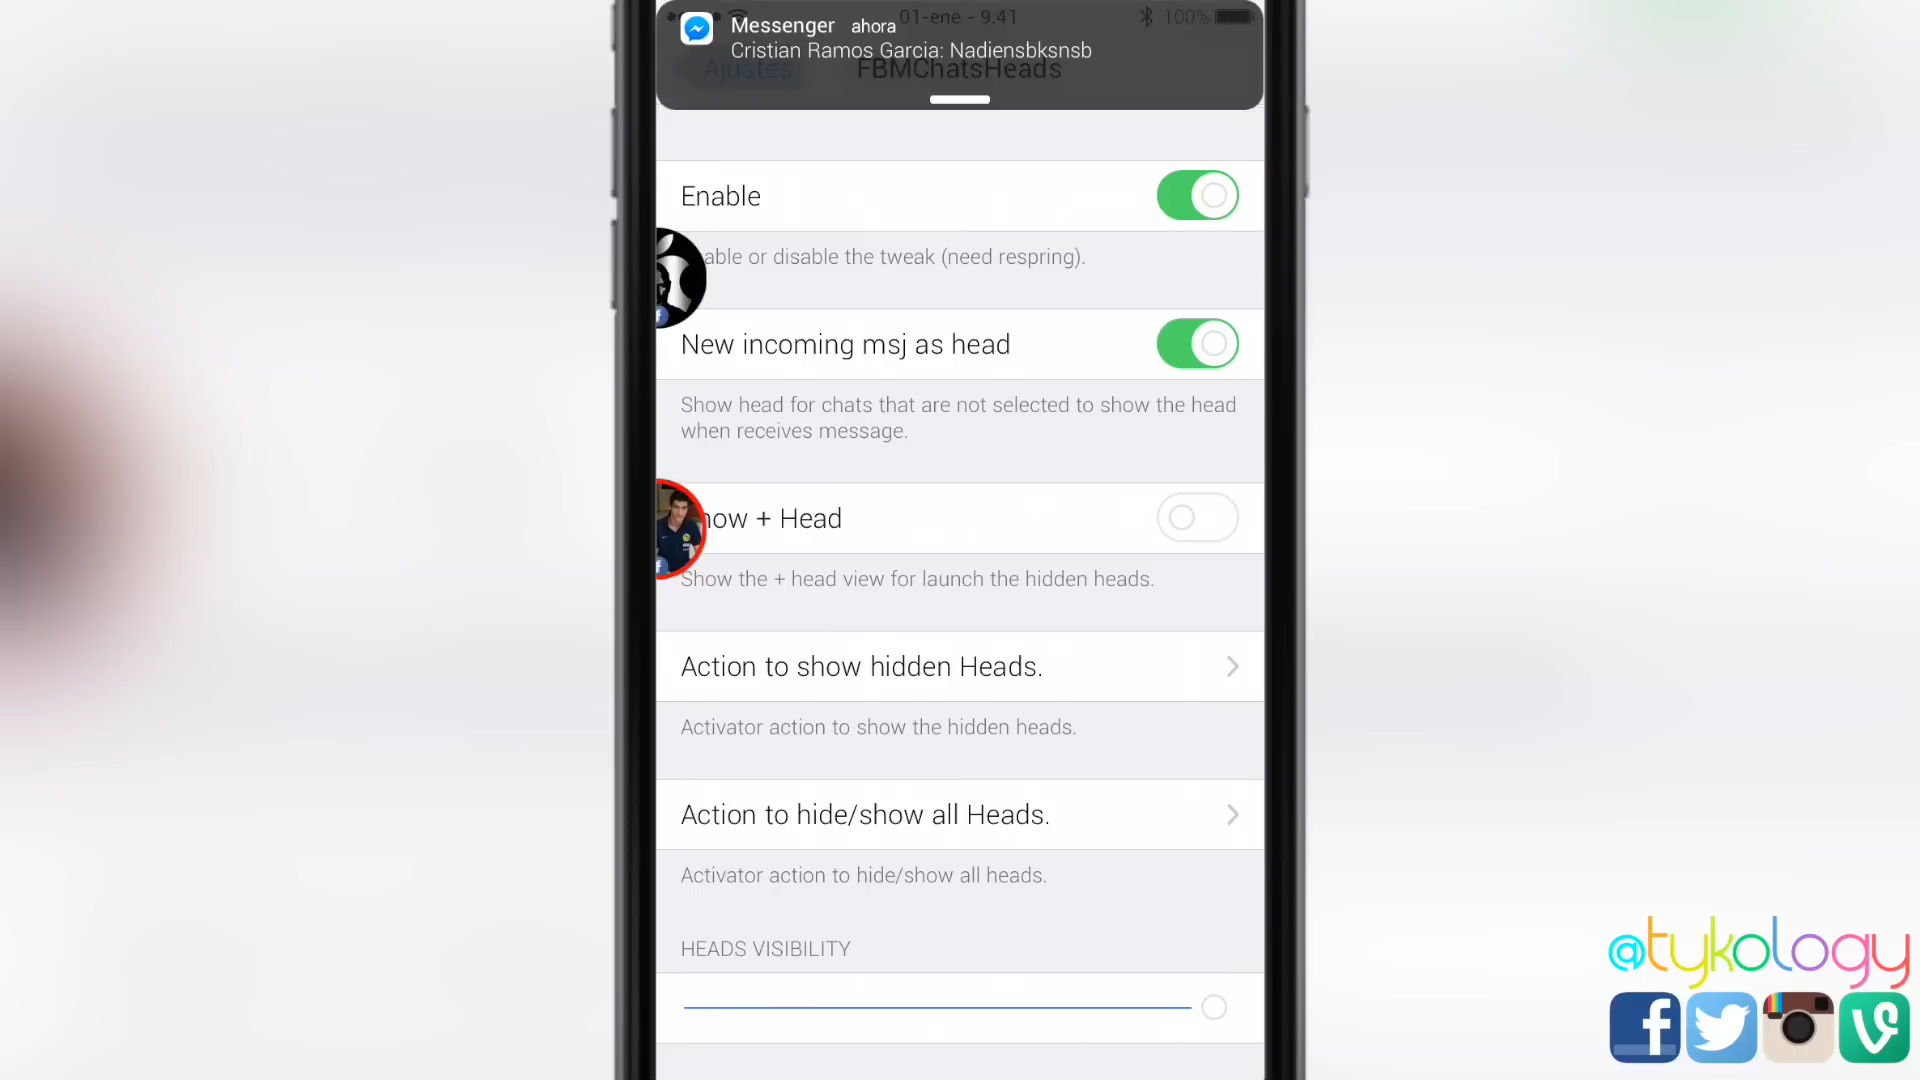 01-ene - 9.41
100%
Messenger ahora
Cristian Ramos Garcia: Nadiensbksnsb
Ajustes
FBMChatsHeads
Enable
able or disable the tweak (need respring).
New incoming msj as head
Show head for chats that are not selected to show the head
when receives message.
how + Head
Show the + head view for launch the hidden heads.
Action to show hidden Heads.
Activator action to show the hidden heads.
Action to hide/show all Heads.
Activator action to hide/show all heads.
HEADS VISIBILITY
@tykology